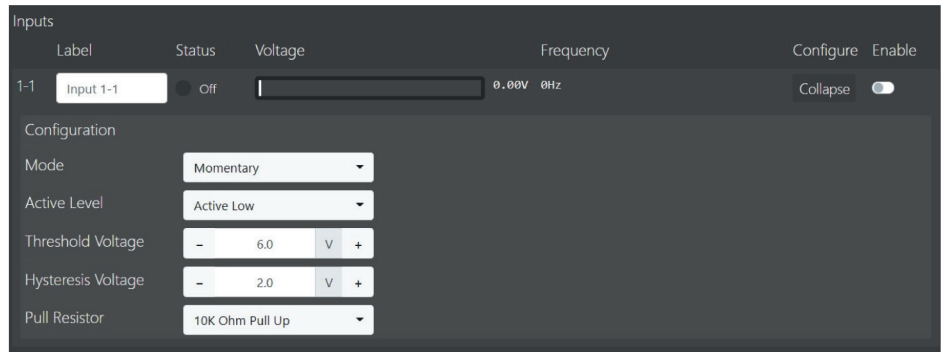 Inputs
Label Status Voltage Frequency Configure Enable
1-1 Input 1-1 Off 0.00V 0Hz Collapse
Configuration
Mode Momentary
Active Level Active Low
Threshold Voltage - 6.0 V +
Hysteresis Voltage - 2.0 V +
Pull Resistor 10K Ohm Pull Up